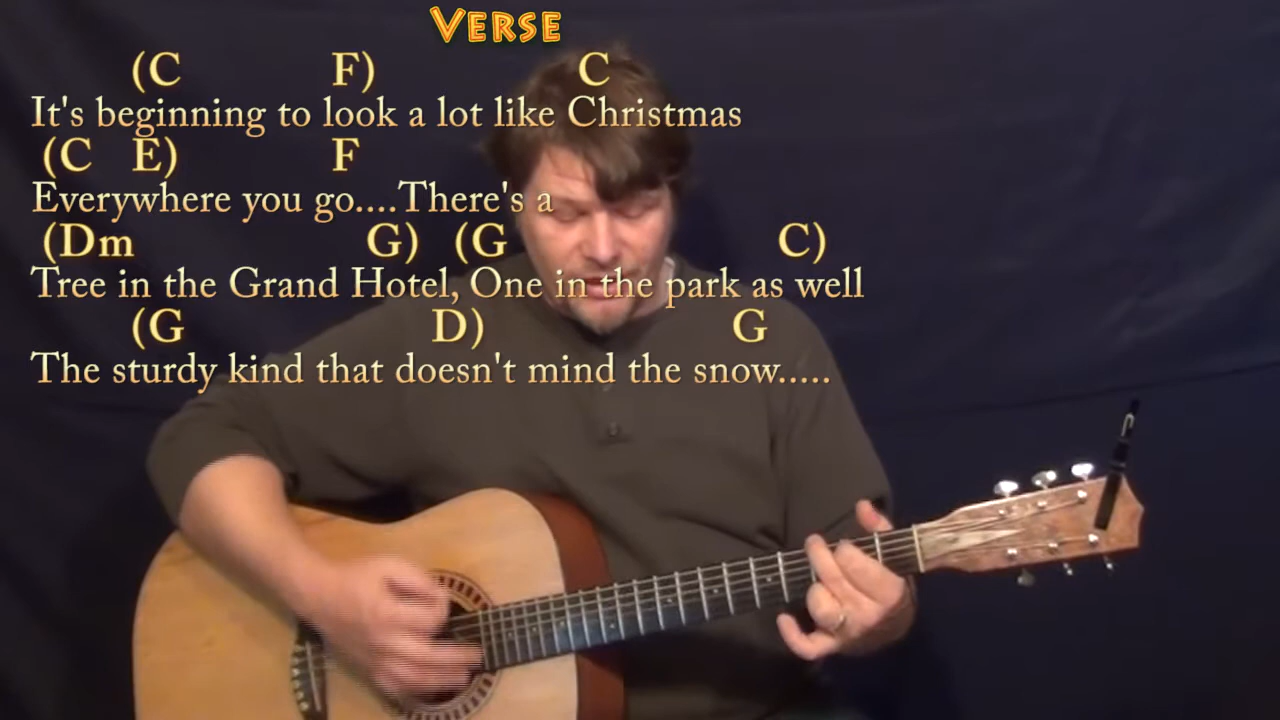 VERSE
(C F) C
It's beginning to look a lot like Christmas
(C E) F
Everywhere you go....There's a
(Dm G) (G C)
Tree in the Grand Hotel, One in the park as well
(G D) G
The sturdy kind that doesn't mind the snow.....